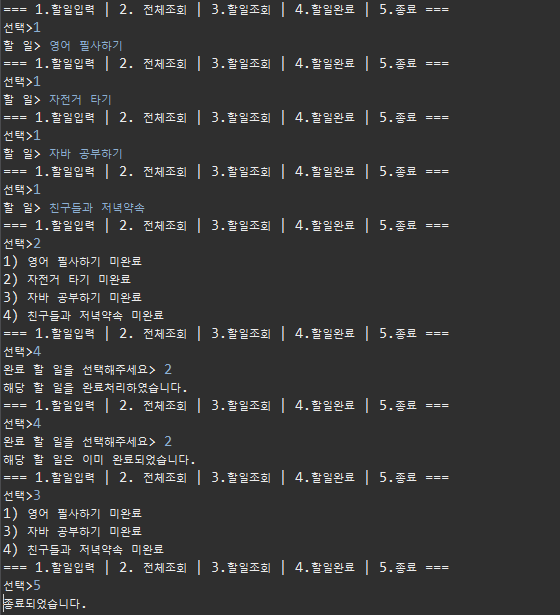 === 1.할일입력 | 2. 전체조회 | 3.할일조회 | 4.할일완료 | 5.종료 ===
선택>1
할 일> 영어 필사하기
=== 1.할일입력 | 2. 전체조회 | 3.할일조회 | 4.할일완료 | 5.종료 ===
선택>1
할 일> 자전거 타기
=== 1.할일입력 | 2. 전체조회 | 3.할일조회 | 4.할일완료 | 5.종료 ===
선택>1
할 일> 자바 공부하기
=== 1.할일입력 | 2. 전체조회 | 3.할일조회 | 4.할일완료 | 5.종료 ===
선택>1
할 일> 친구들과 저녁약속
=== 1.할일입력 | 2. 전체조회 | 3.할일조회 | 4.할일완료 | 5.종료 ===
선택>2
1) 영어 필사하기 미완료
2) 자전거 타기 미완료
3) 자바 공부하기 미완료
4) 친구들과 저녁약속 미완료
=== 1.할일입력 | 2. 전체조회 | 3.할일조회 | 4.할일완료 | 5.종료 ===
선택>4
완료 할 일을 선택해주세요> 2
해당 할 일을 완료처리하였습니다.
=== 1.할일입력 | 2. 전체조회 | 3.할일조회 | 4.할일완료 | 5.종료 ===
선택>4
완료 할 일을 선택해주세요> 2
해당 할 일은 이미 완료되었습니다.
=== 1.할일입력 | 2. 전체조회 | 3.할일조회 | 4.할일완료 | 5.종료 ===
선택>3
1) 영어 필사하기 미완료
3) 자바 공부하기 미완료
4) 친구들과 저녁약속 미완료
=== 1.할일입력 | 2. 전체조회 | 3.할일조회 | 4.할일완료 | 5.종료 ===
선택>5
종료되었습니다.